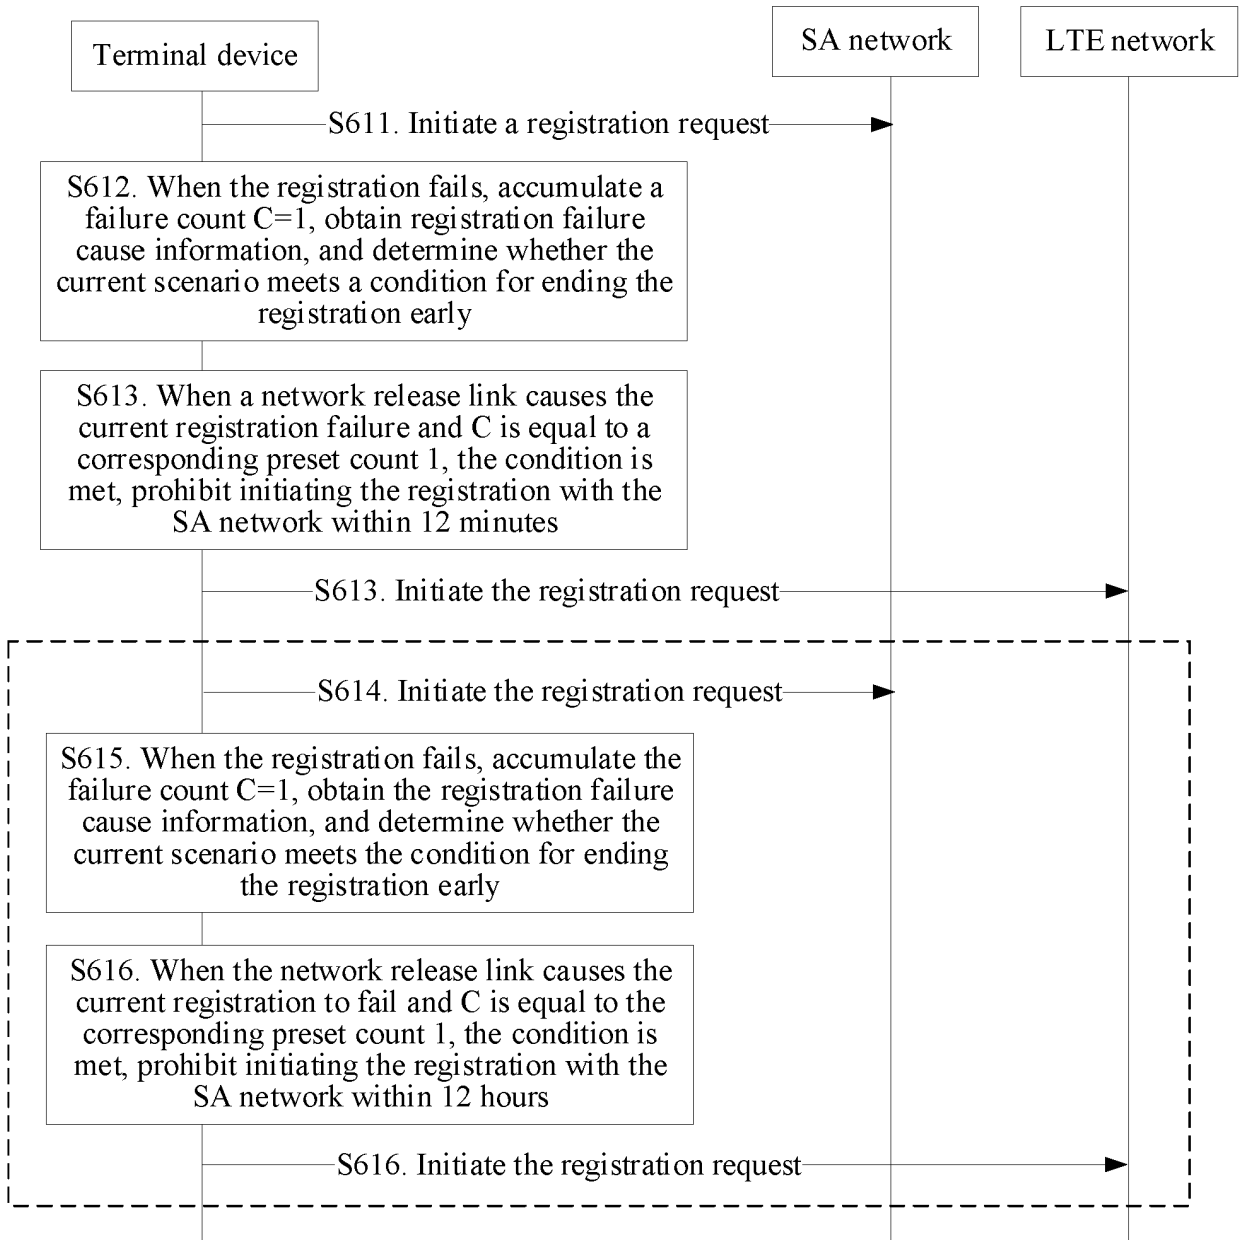 Terminal device
SA network
LTE network
S611. Initiate a registration request
S612. When the registration fails, accumulate a
failure count C=1, obtain registration failure
cause information, and determine whether the
current scenario meets a condition for ending the
registration early
S613. When a network release link causes the
current registration failure and C is equal to a
corresponding preset count 1, the condition is
met, prohibit initiating the registration with the
SA network within 12 minutes
S613. Initiate the registration request
S614. Initiate the registration request
S615. When the registration fails, accumulate the
failure count C=1, obtain the registration failure
cause information, and determine whether the
current scenario meets the condition for ending
the registration early
S616. When the network release link causes the
current registration to fail and C is equal to the
corresponding preset count 1, the condition is
met, prohibit initiating the registration with the
SA network within 12 hours
S616. Initiate the registration request